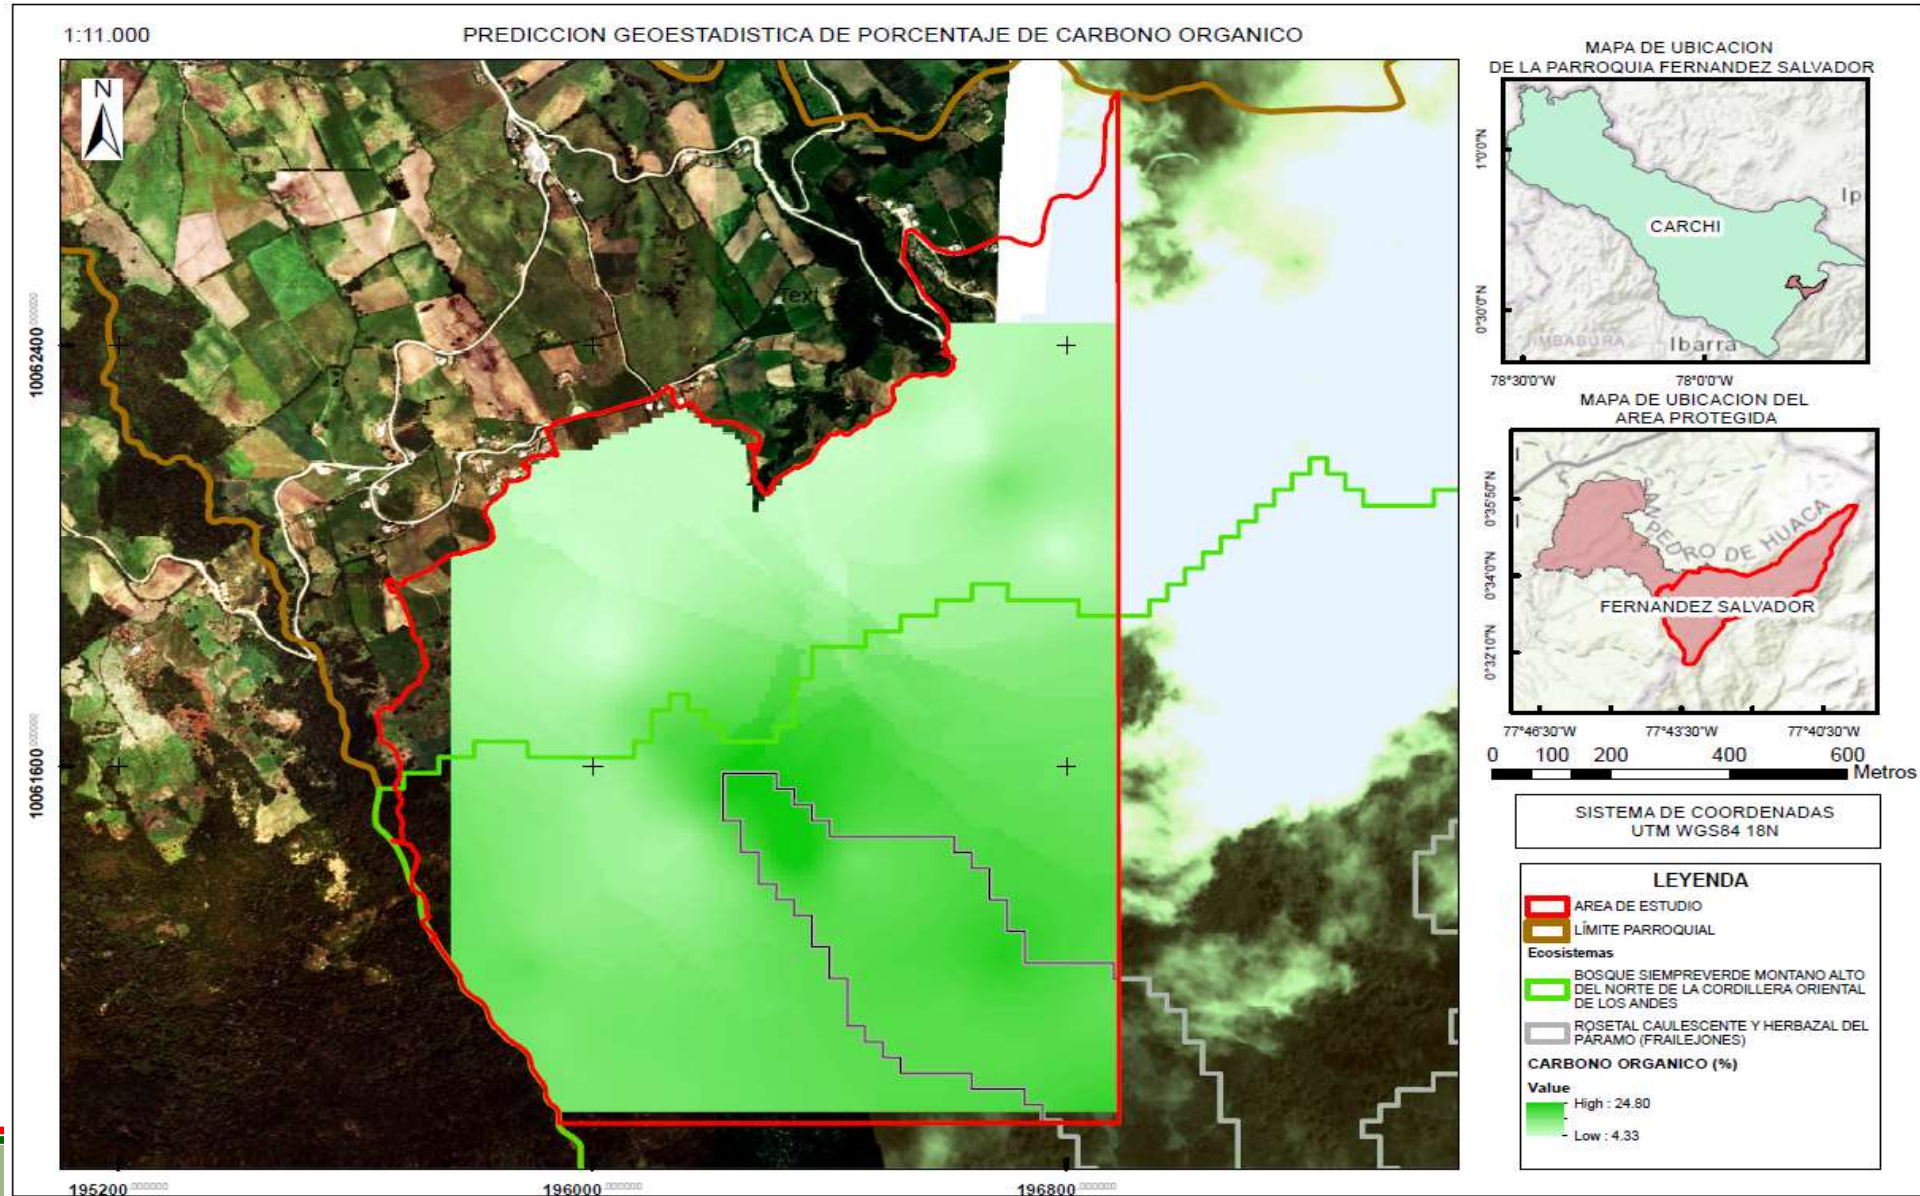 1:11.000
PREDICCION GEOESTADISTICA DE PORCENTAJE DE CARBONO ORGANICO
N
Text
10062400.000000
10061600.000000
195200.000000
196000.000000
196800.000000
MAPA DE UBICACION
DE LA PARROQUIA FERNANDEZ SALVADOR
1°0'0"N
0°30'0"N
CARCHI
Ip
IMBABURA
Ibarra
78°30'0"W
78°0'0"W
MAPA DE UBICACION DEL
AREA PROTEGIDA
0°35'50"N
0°34'0"N
0°32'10"N
SAN PEDRO DE HUACA
FERNANDEZ SALVADOR
77°46'30"W
77°43'30"W
77°40'30"W
0 100 200 400 600
Metros
SISTEMA DE COORDENADAS
UTM WGS84 18N
LEYENDA
AREA DE ESTUDIO
LÍMITE PARROQUIAL
Ecosistemas
BOSQUE SIEMPREVERDE MONTANO ALTO
DEL NORTE DE LA CORDILLERA ORIENTAL
DE LOS ANDES
ROSETAL CAULESCENTE Y HERBAZAL DEL
PÁRAMO (FRAILEJONES)
CARBONO ORGANICO (%)
Value
High : 24.80
Low : 4.33